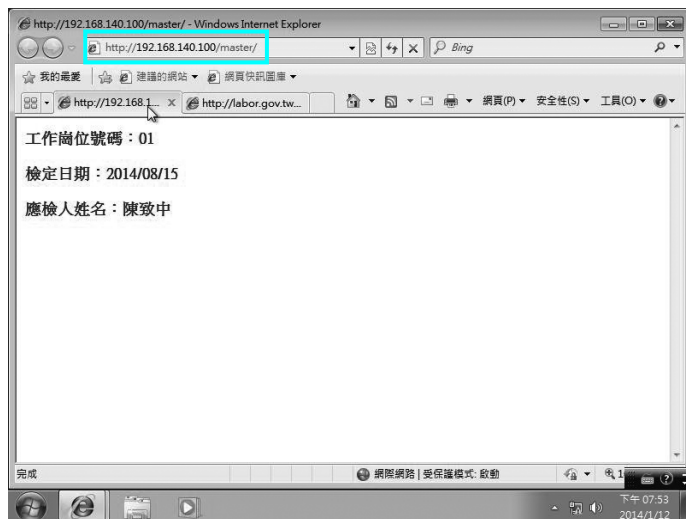 http://192.168.140.100/master/ - Windows Internet Explorer
http://192.168.140.100/master/
Bing
我的最愛 建議的網站 網頁快訊圖庫
http://192.168.1... http://labor.gov.tw... 網頁(P) 安全性(S) 工具(O)
工作崗位號碼：01
檢定日期：2014/08/15
應檢人姓名：陳致中
完成 網際網路 | 受保護模式: 啟動
下午 07:53
2014/1/12